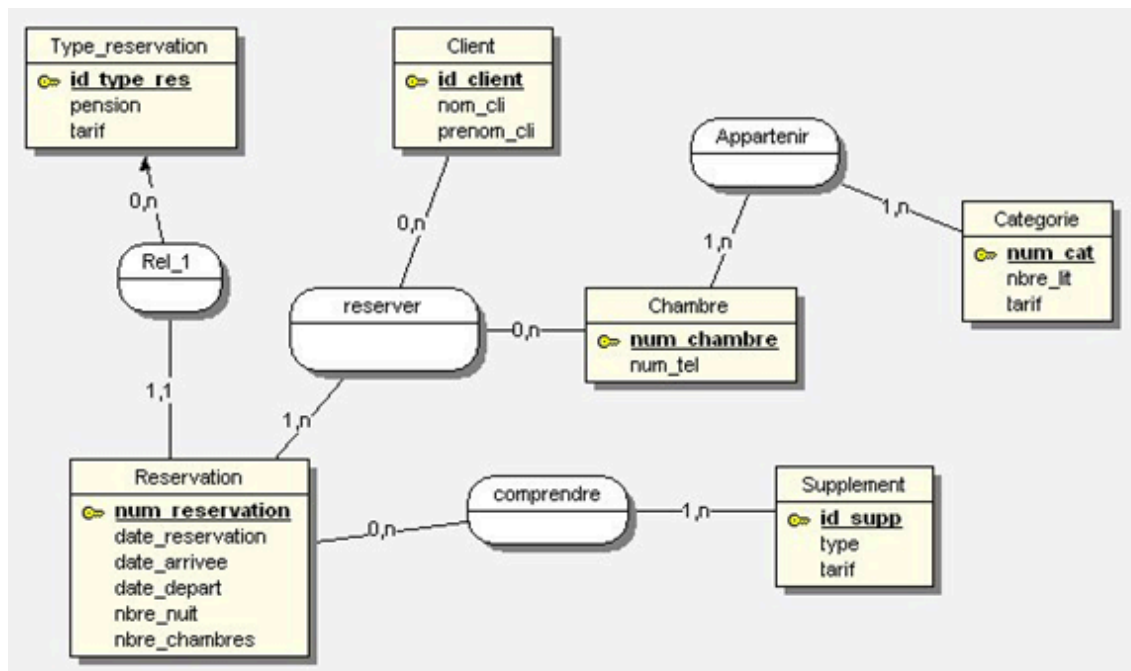 Type_reservation
id_type_res
pension
tarif
Client
id_client
nom_cli
prenom_cli
Appartenir
0,n
0,n
1,n
1,n
Categorie
num_cat
nbre_lit
tarif
Rel_1
reserver
0,n
Chambre
num_chambre
num_tel
1,1
1,n
Reservation
num_reservation
date_reservation
date_arrivee
date_depart
nbre_nuit
nbre_chambres
0,n
comprendre
1,n
Supplement
id_supp
type
tarif